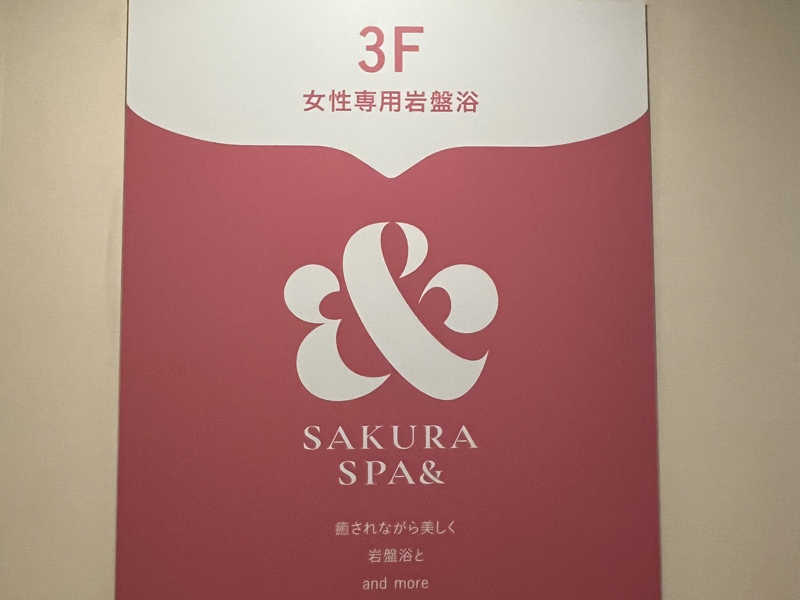 3F
女性専用岩盤浴
SAKURA
SPA&
癒されながら美しく
岩盤浴と
and more